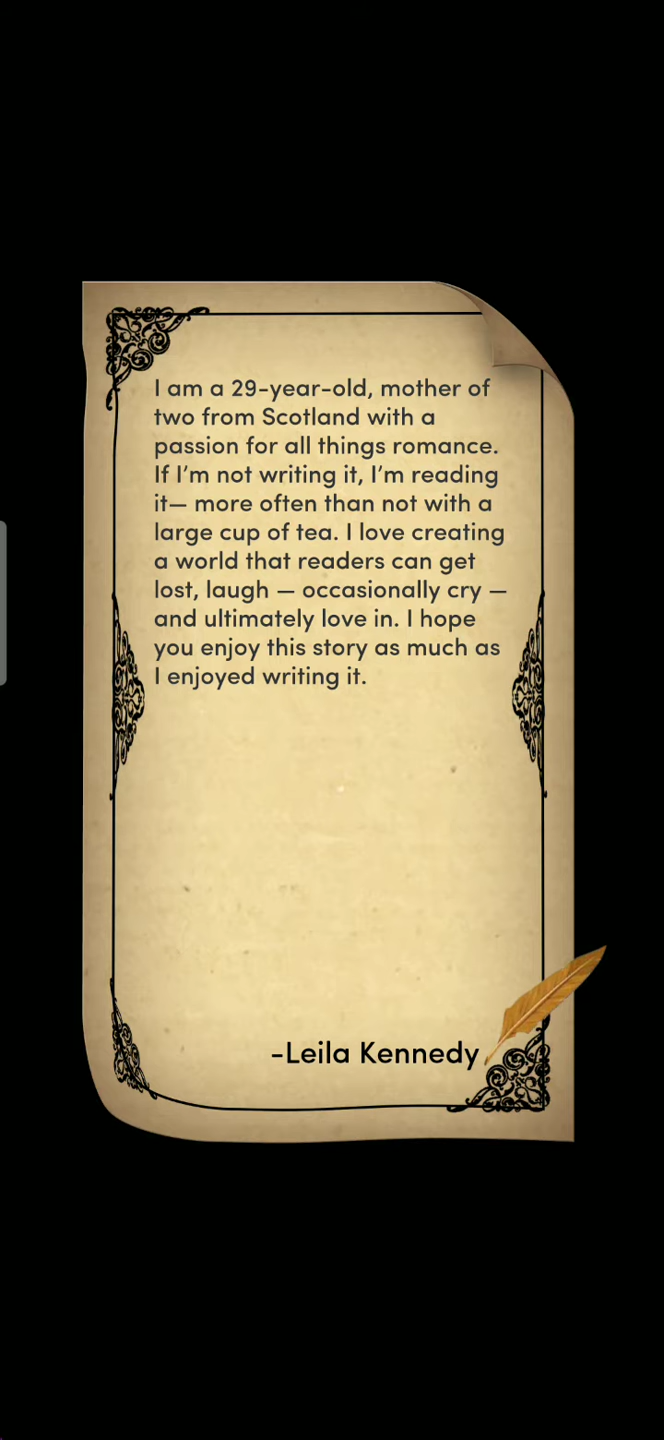 I am a 29-year-old, mother of
two from Scotland with a
passion for all things romance.
If I'm not writing it, I'm reading
it— more often than not with a
large cup of tea. I love creating
a world that readers can get
lost, laugh — occasionally cry —
and ultimately love in. I hope
you enjoy this story as much as
I enjoyed writing it.
-Leila Kennedy